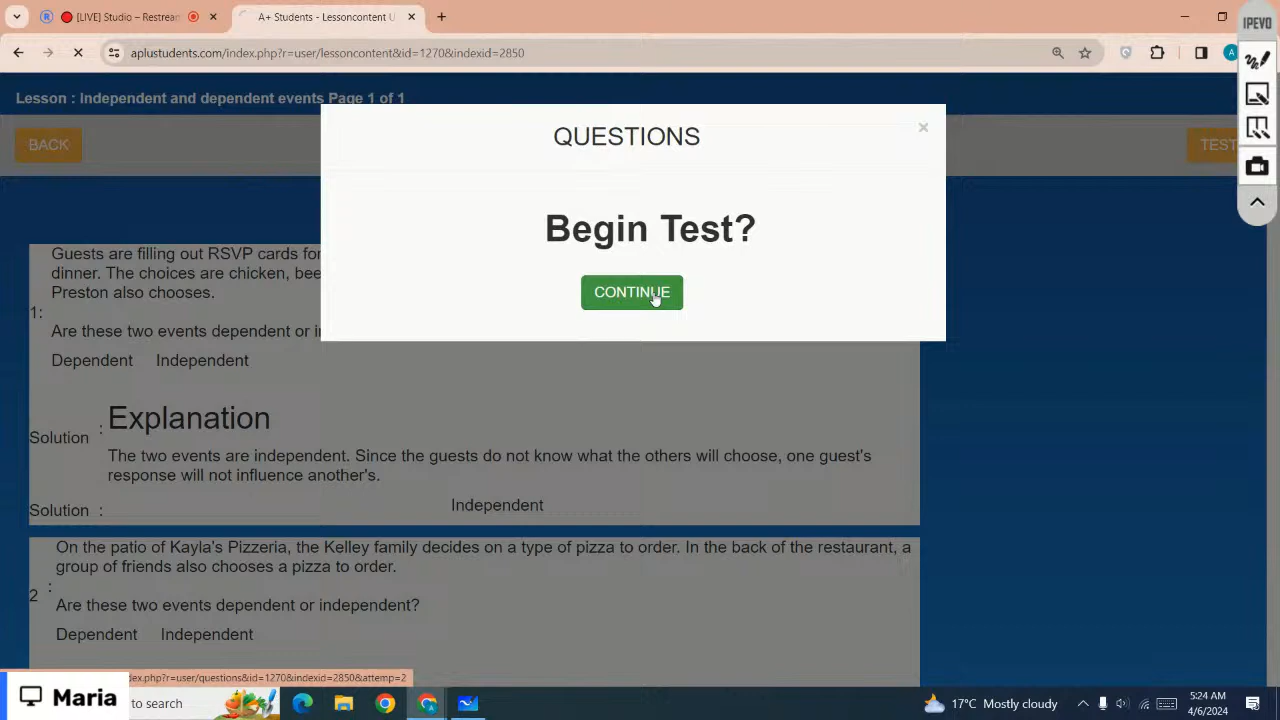 [LIVE] Studio – Restrean
A+ Students - Lessoncontent U
IPEVO
aplustudents.com/index.php?r=user/lessoncontent&id=1270&indexid=2850
A
Lesson : Independent and dependent events Page 1 of 1
BACK
TEST
QUESTIONS
×
Begin Test?
CONTINUE
Guests are filling out RSVP cards for
dinner. The choices are chicken, bee
Preston also chooses.
1:
Are these two events dependent or in
Dependent Independent
Explanation
Solution :
The two events are independent. Since the guests do not know what the others will choose, one guest's
response will not influence another's.
Solution : Independent
On the patio of Kayla's Pizzeria, the Kelley family decides on a type of pizza to order. In the back of the restaurant, a
group of friends also chooses a pizza to order.
2 :
Are these two events dependent or independent?
Dependent Independent
dex.php?r=user/questions&id=1270&indexid=2850&attemp=2
Maria
to search
17°C Mostly cloudy
5:24 AM
4/6/2024